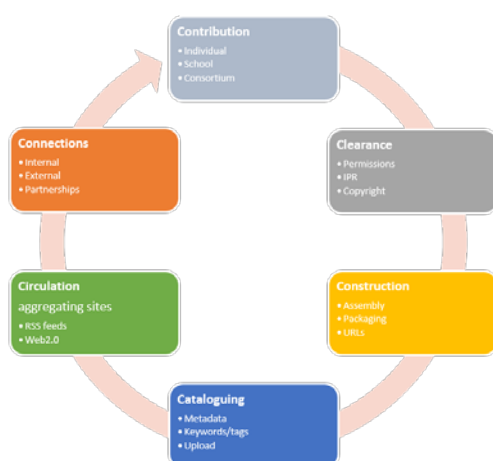 Contribution
• Individual
• School
• Consortium
Clearance
• Permissions
• IPR
• Copyright
Construction
• Assembly
• Packaging
• URLs
Cataloguing
• Metadata
• Keywords/tags
• Upload
Circulation
aggregating sites
• RSS feeds
• Web2.0
Connections
• Internal
• External
• Partnerships